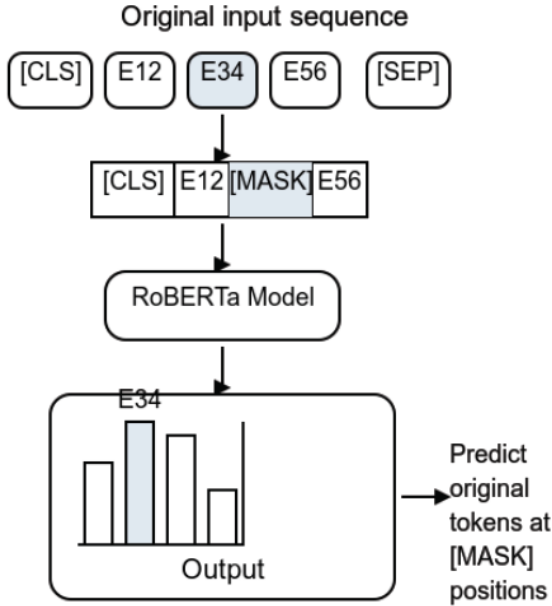 Original input sequence
[CLS] E12 E34 E56 [SEP]
[CLS] E12 [MASK] E56
RoBERTa Model
E34
Output
Predict
original
tokens at
[MASK]
positions